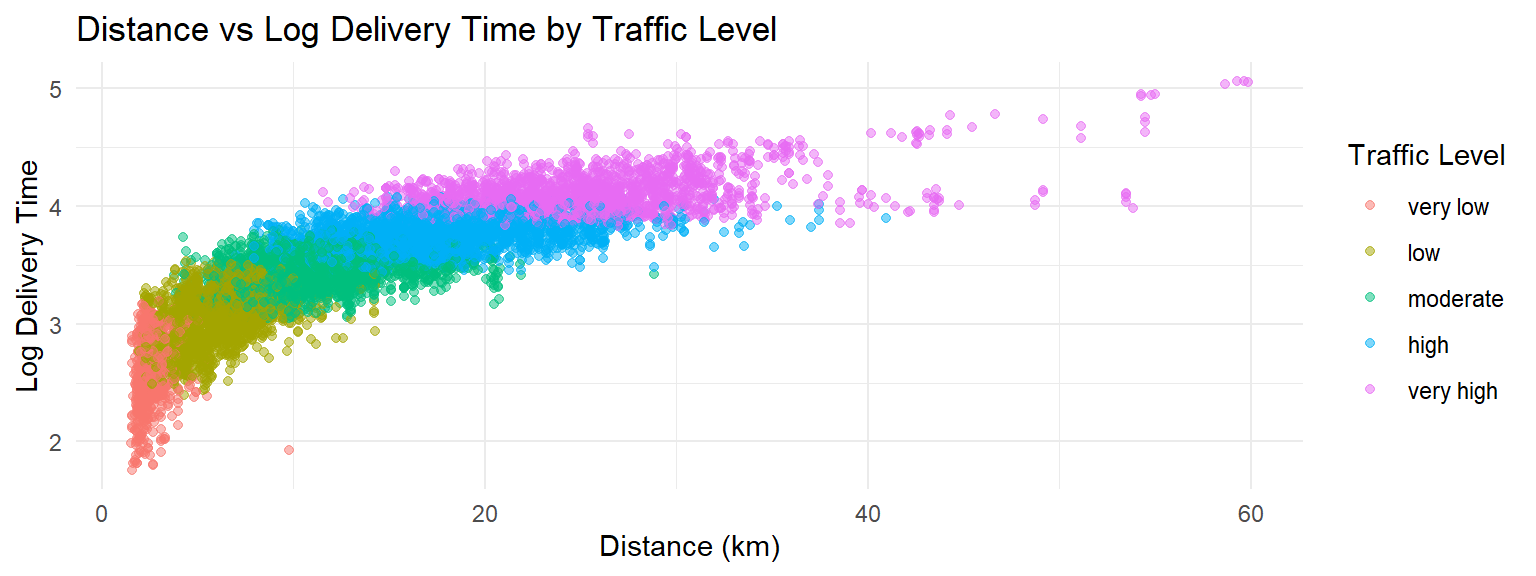 Distance vs Log Delivery Time by Traffic Level
Log Delivery Time
5
4
3
2
0
20
40
60
Distance (km)
Traffic Level
very low
low
moderate
high
very high